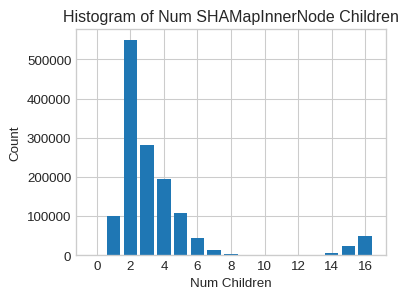 Histogram of Num SHAMapInnerNode Children
Count
500000
400000
300000
200000
100000
0
0 2 4 6 8 10 12 14 16
Num Children